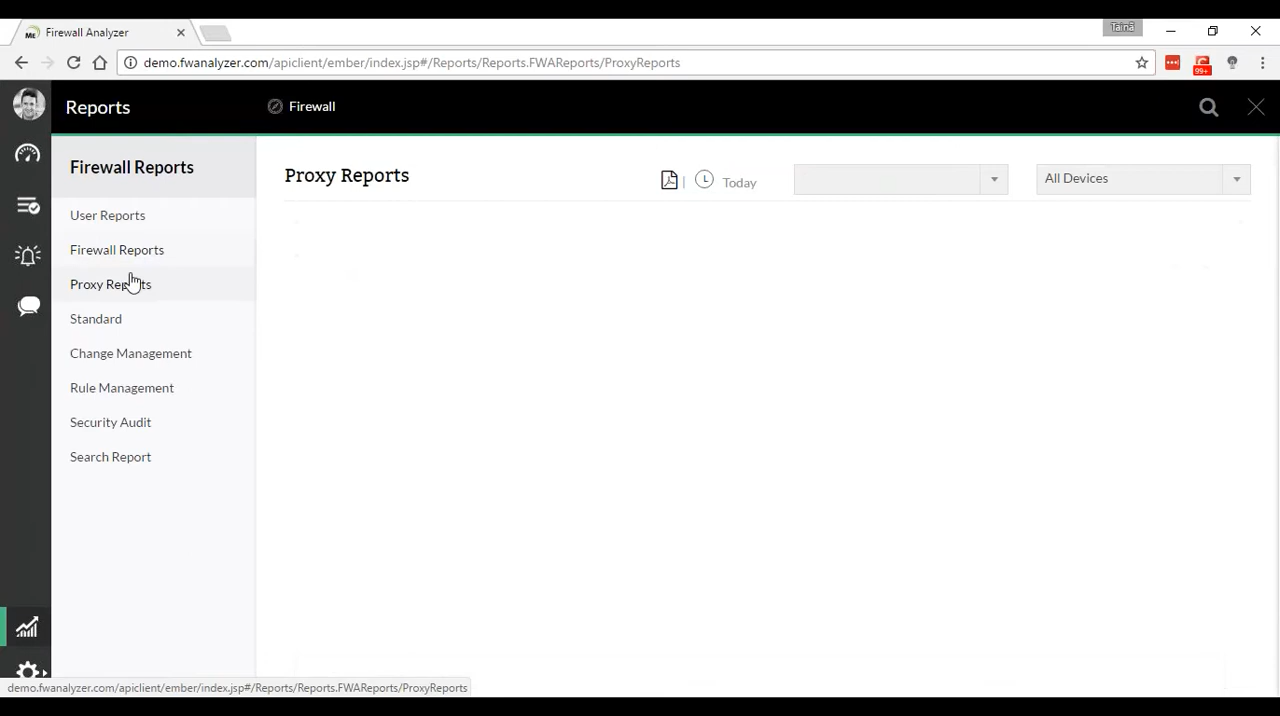 Firewall Analyzer
Tainã
demo.fwanalyzer.com/apiclient/ember/index.jsp#/Reports/Reports.FWAReports/ProxyReports
99+
Reports
Firewall
Firewall Reports
User Reports
Firewall Reports
Proxy Reports
Standard
Change Management
Rule Management
Security Audit
Search Report
Proxy Reports
Today
All Devices
demo.fwanalyzer.com/apiclient/ember/index.jsp#/Reports/Reports.FWAReports/ProxyReports